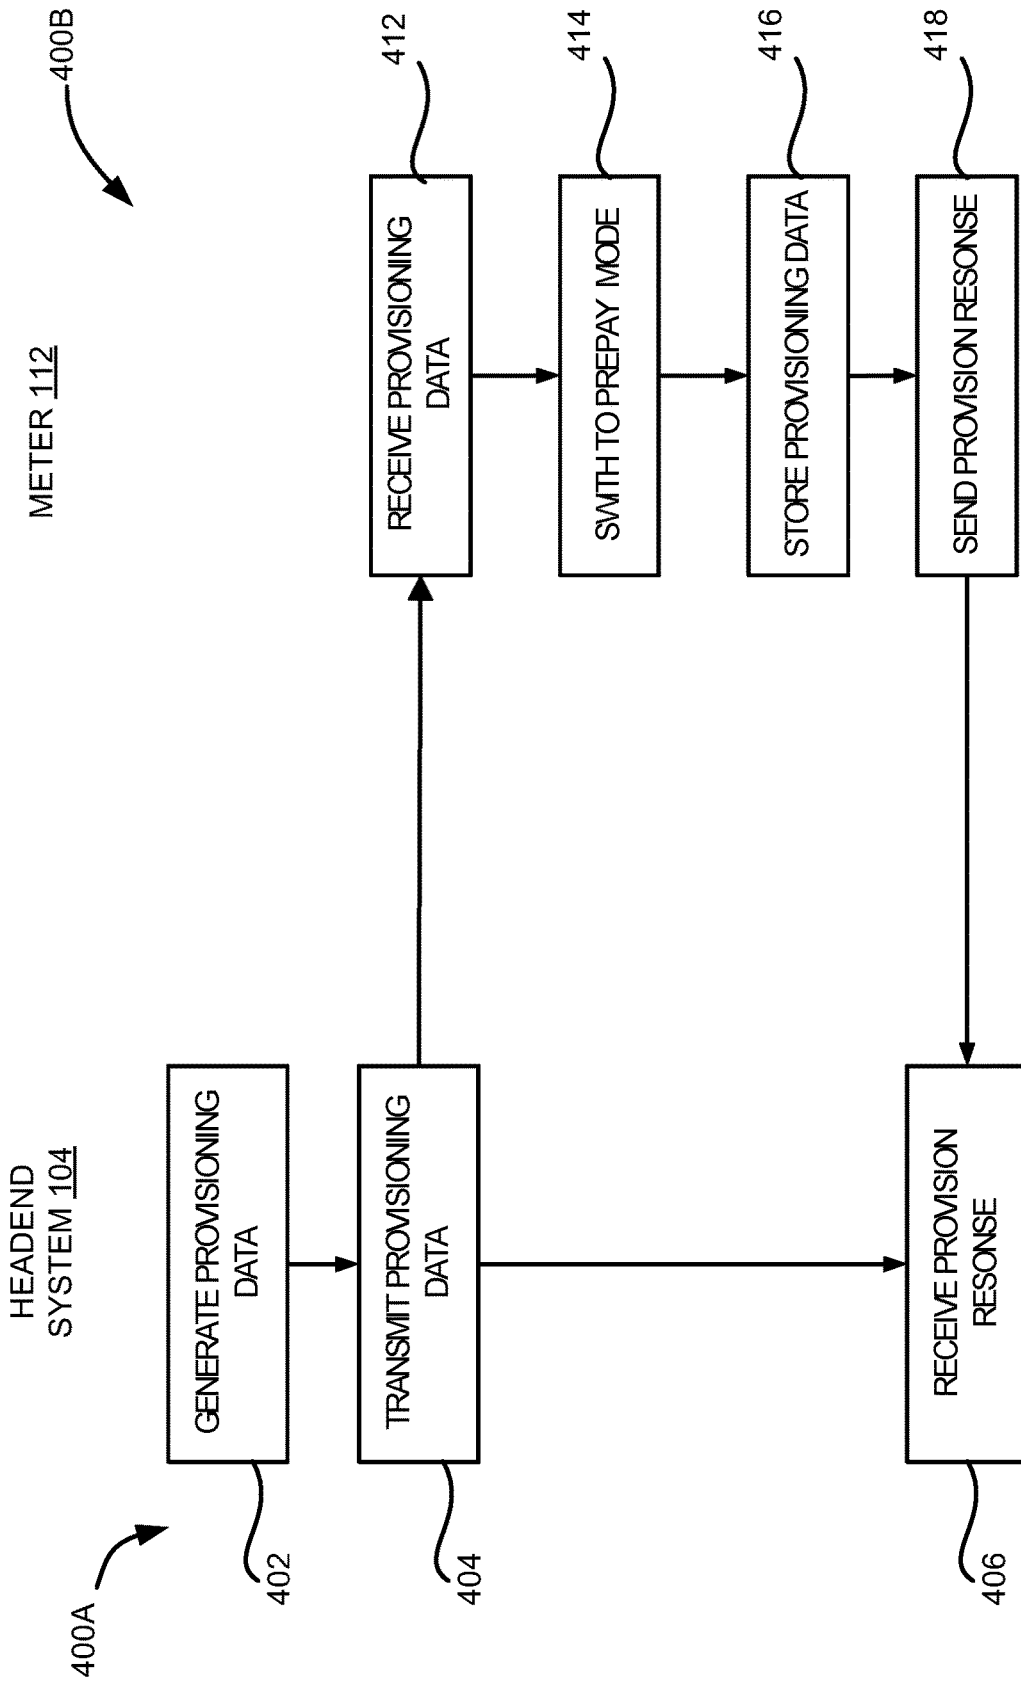 400A
HEADEND
SYSTEM 104
METER 112
400B
402
GENERATE PROVISIONING
DATA
404
TRANSMIT PROVISIONING
DATA
RECEIVE PROVISIONING
DATA
412
SWITH TO PREPAY MODE
414
STORE PROVISIONING DATA
416
406
RECEIVE PROVISION
RESONSE
SEND PROVISION RESONSE
418